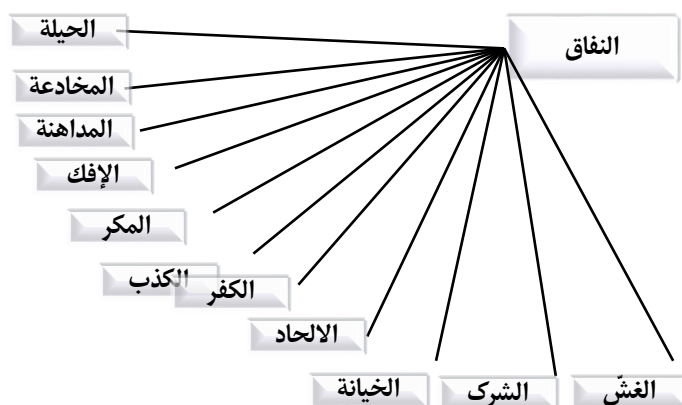 النفاق
الحيلة
المخادعة
المداهنة
الإفك
المكر
الكذب
الكفر
الالحاد
الخيانة
الشرك
الغشّ